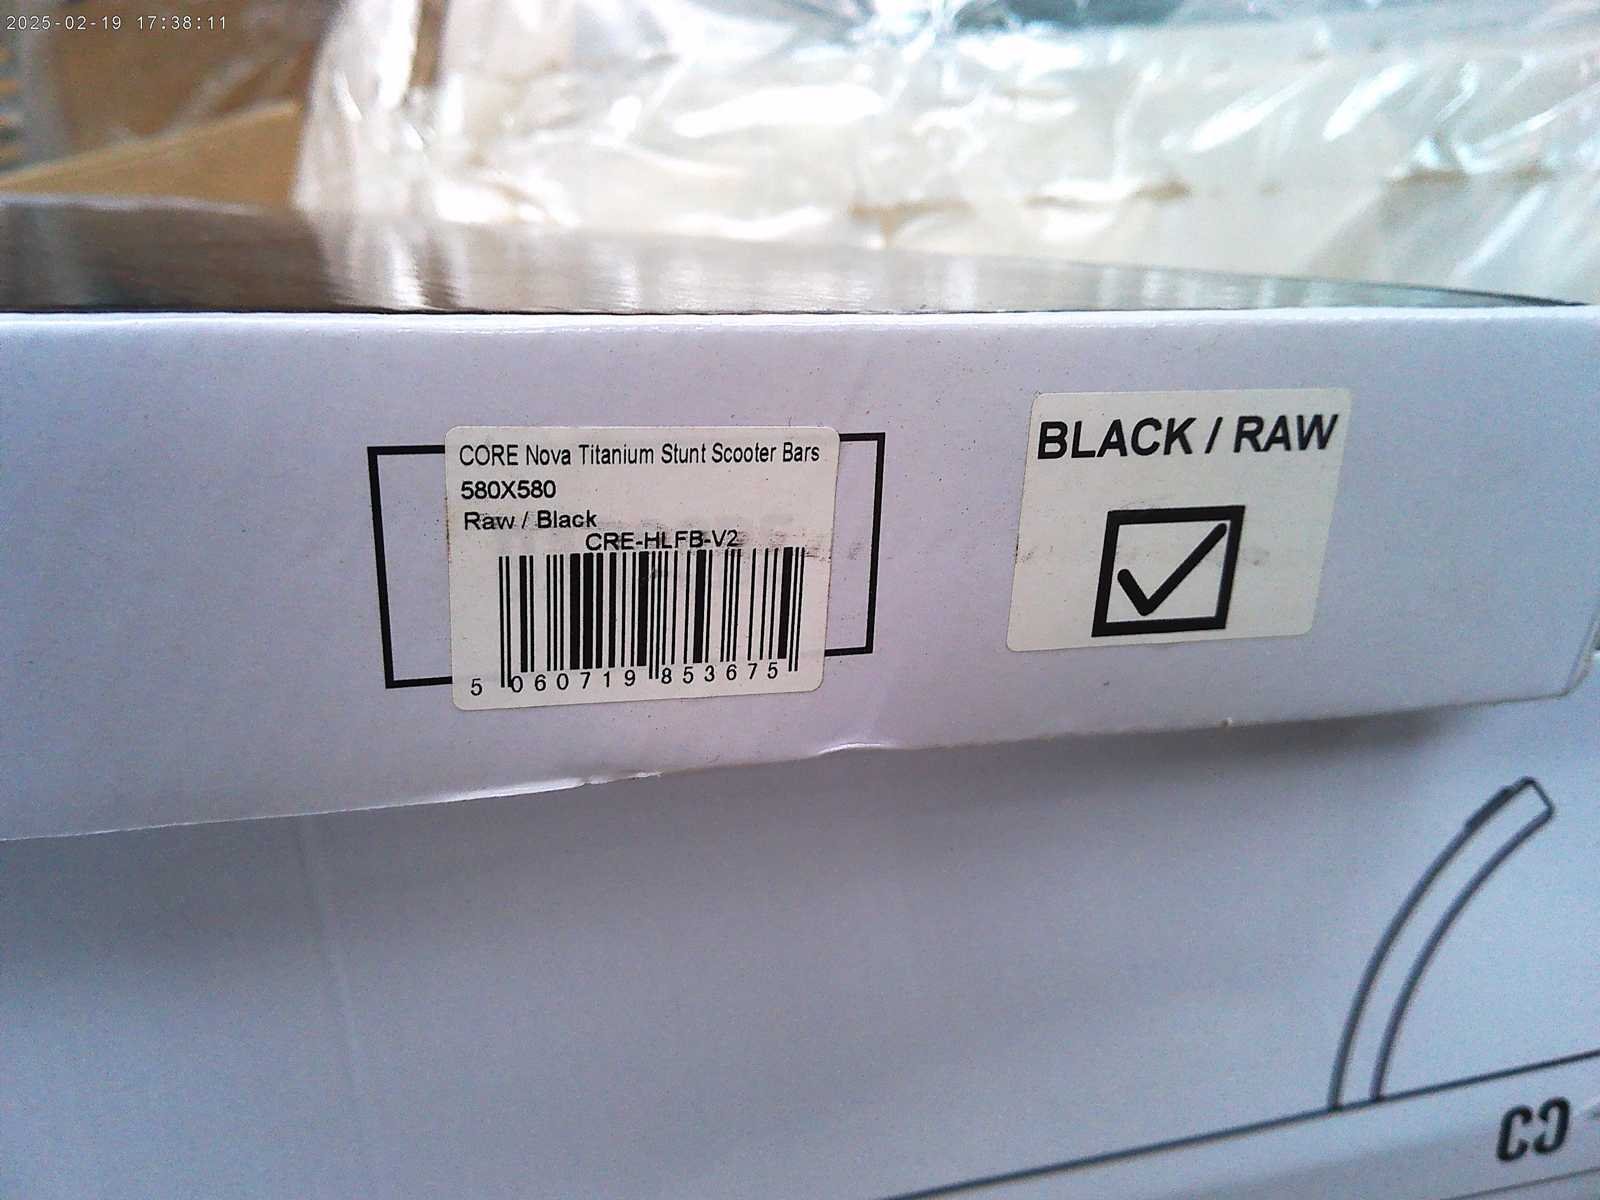 2025-02-19 17:38:11
CORE Nova Titanium Stunt Scooter Bars
580X580
Raw / Black
CRE-HLFB-V2
5 060719 853675
BLACK / RAW